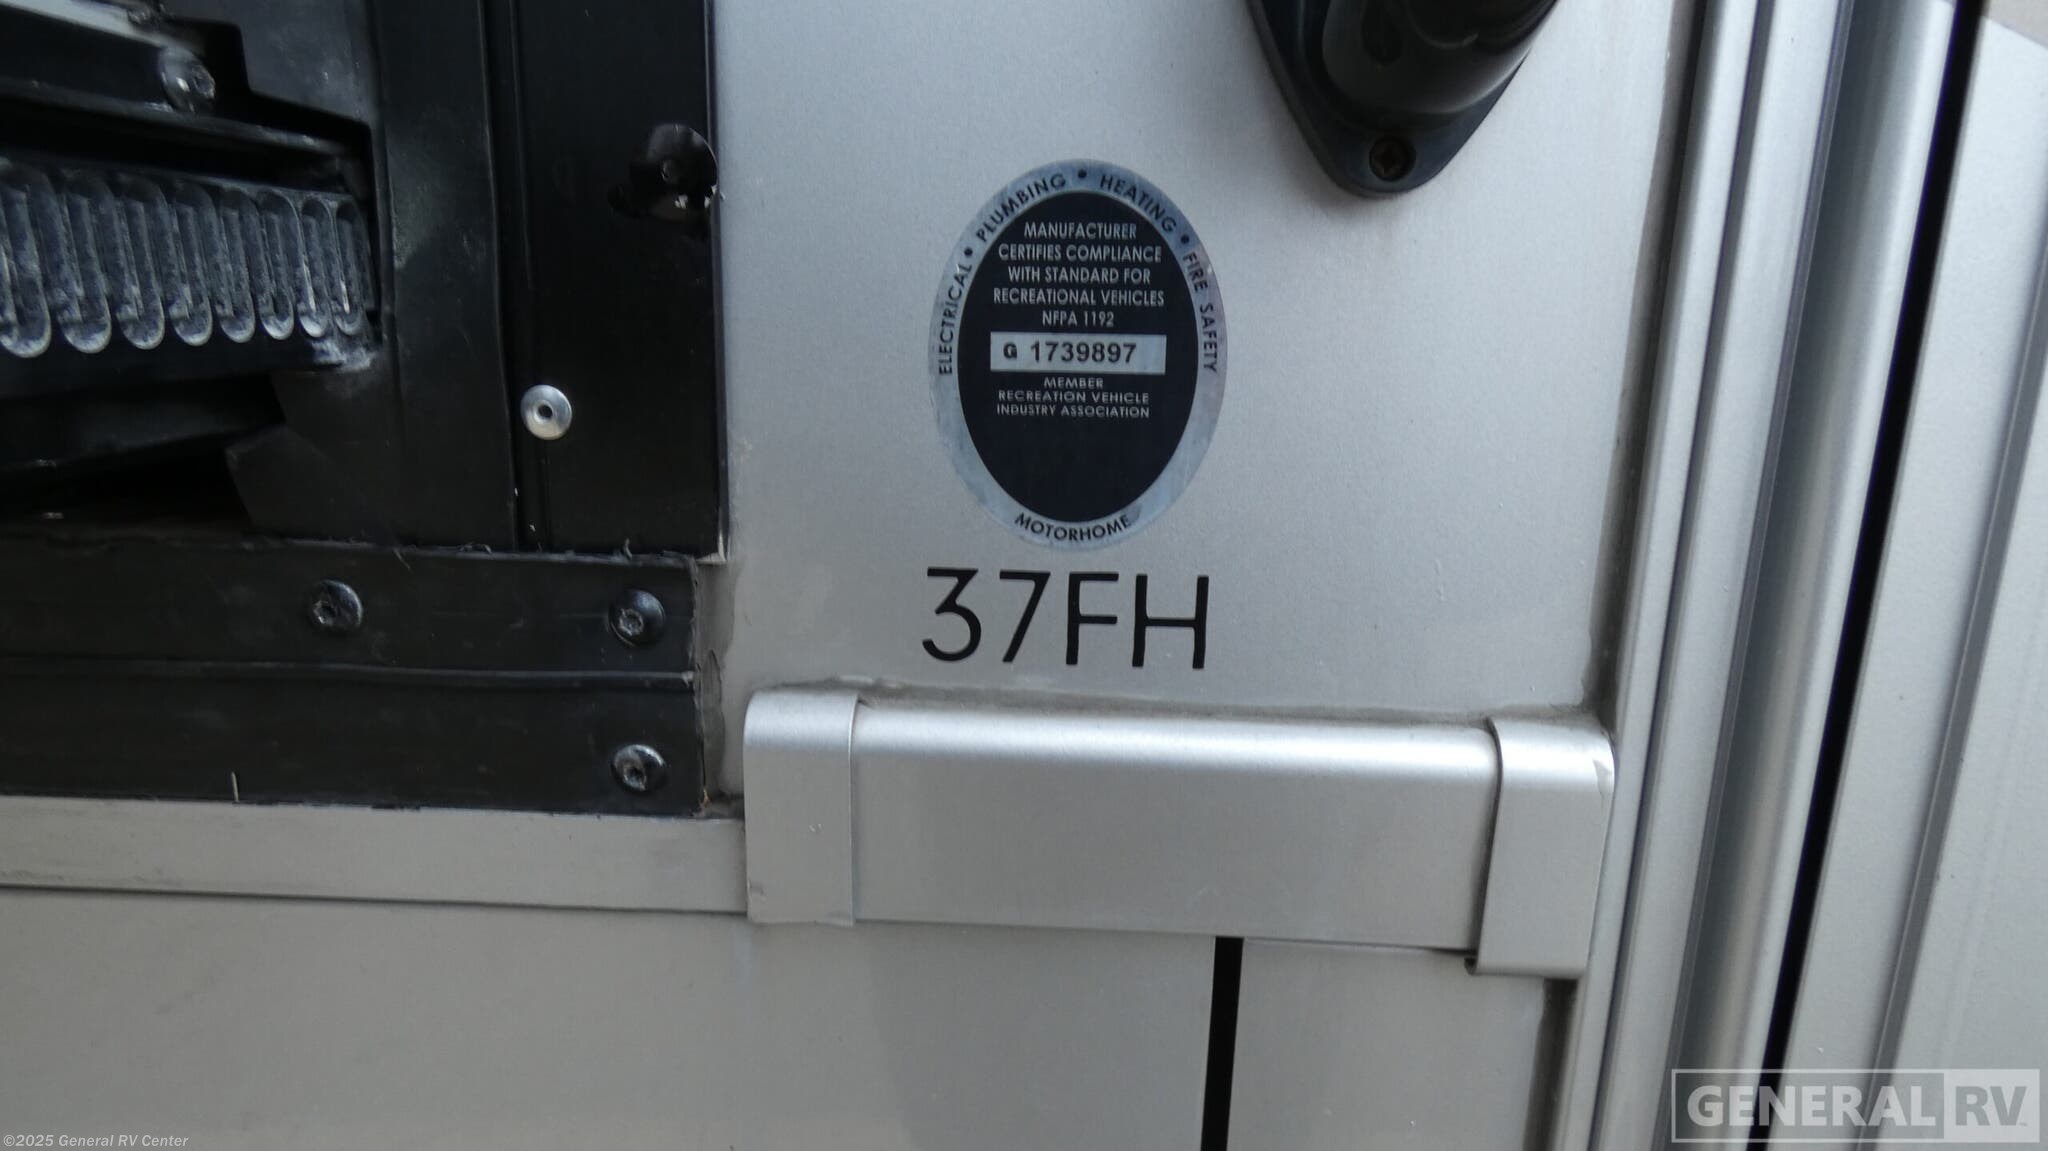 ELECTRICAL • PLUMBING • HEATING • FIRE SAFETY
MANUFACTURER
CERTIFIES COMPLIANCE
WITH STANDARD FOR
RECREATIONAL VEHICLES
NFPA 1192
G 1739897
MEMBER
RECREATION VEHICLE
INDUSTRY ASSOCIATION
MOTORHOME
37FH
GENERAL RV
©2025 General RV Center